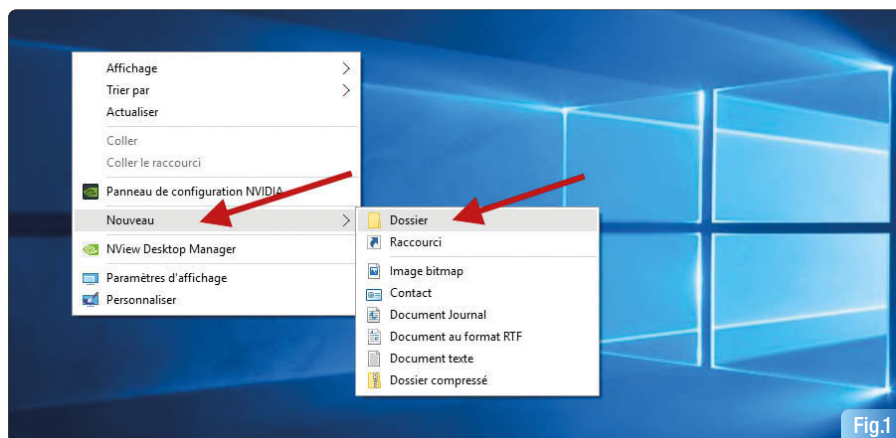 Affichage
Trier par
Actualiser
Coller
Coller le raccourci
Panneau de configuration NVIDIA
Nouveau
NView Desktop Manager
Paramètres d'affichage
Personnaliser
Dossier
Raccourci
Image bitmap
Contact
Document Journal
Document au format RTF
Document texte
Dossier compressé
Fig.1